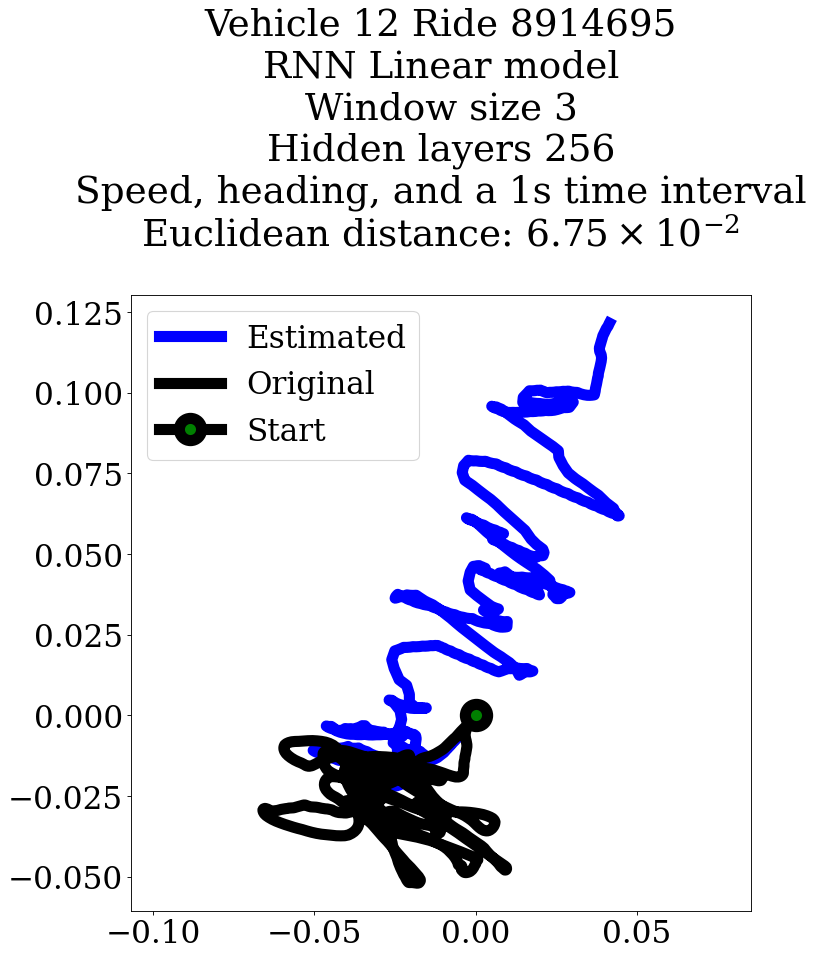 Vehicle 12 Ride 8914695
RNN Linear model
Window size 3
Hidden layers 256
Speed, heading, and a 1s time interval
Euclidean distance: 6.75 × 10⁻²
Estimated
Original
Start
0.125
0.100
0.075
0.050
0.025
0.000
−0.025
−0.050
−0.10
−0.05
0.00
0.05